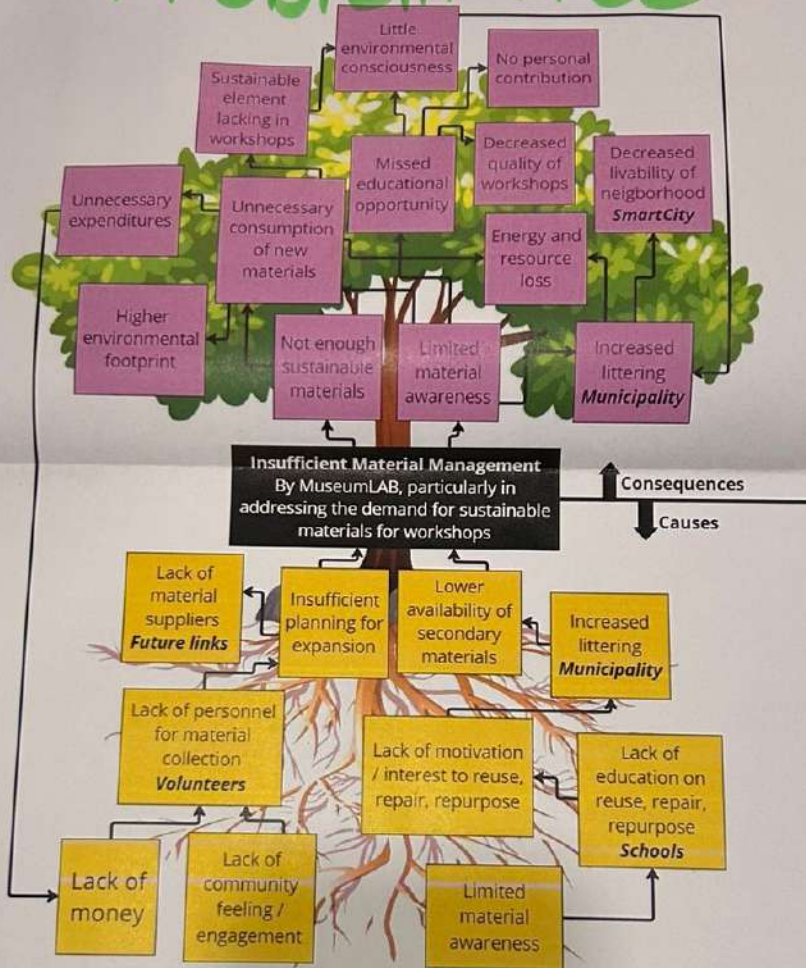 Little
environmental
consciousness
No personal
contribution
Sustainable
element
lacking in
workshops
Missed
educational
opportunity
Decreased
quality of
workshops
Decreased
livability of
neigborhood
SmartCity
Unnecessary
expenditures
Unnecessary
consumption
of new
materials
Energy and
resource
loss
Higher
environmental
footprint
Not enough
sustainable
materials
Limited
material
awareness
Increased
littering
Municipality
Insufficient Material Management
By MuseumLAB, particularly in
addressing the demand for sustainable
materials for workshops
Consequences
Causes
Lack of
material
suppliers
Future links
Insufficient
planning for
expansion
Lower
availability of
secondary
materials
Increased
littering
Municipality
Lack of personnel
for material
collection
Volunteers
Lack of motivation
/ interest to reuse,
repair, repurpose
Lack of
education on
reuse, repair,
repurpose
Schools
Lack of
money
Lack of
community
feeling /
engagement
Limited
material
awareness